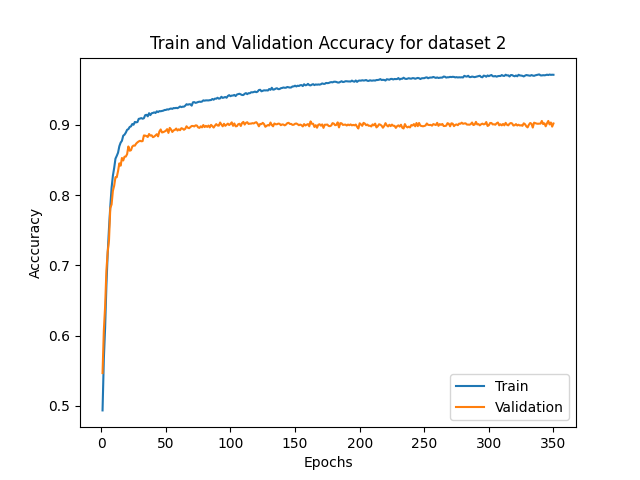 Train and Validation Accuracy for dataset 2
Acccuracy
0.9
0.8
0.7
0.6
0.5
0
50
100
150
200
250
300
350
Epochs
Train
Validation